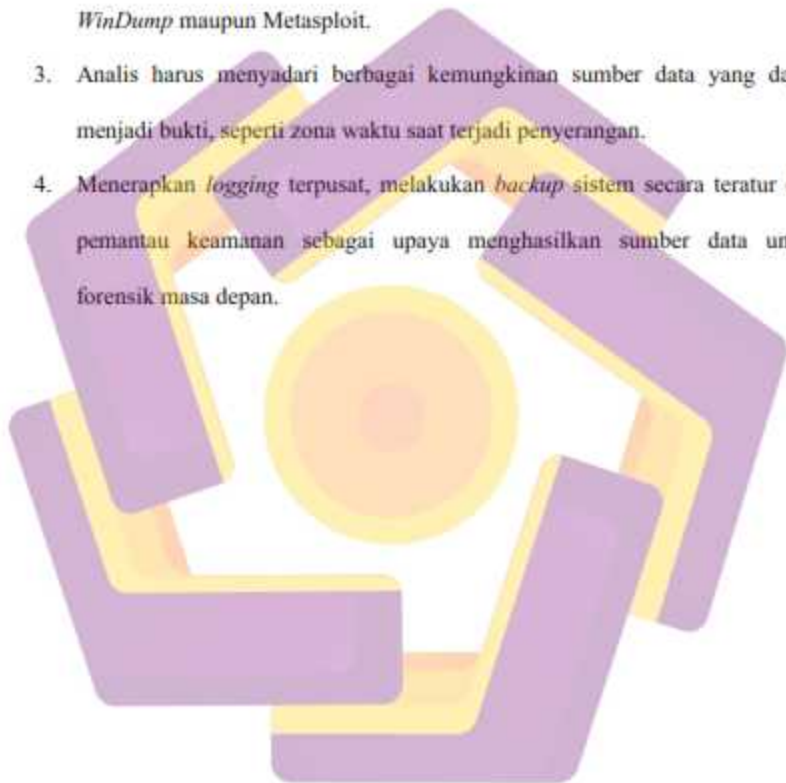 WinDump maupun Metasploit.
3. Analis harus menyadari berbagai kemungkinan sumber data yang da
menjadi bukti, seperti zona waktu saat terjadi penyerangan.
4. Menerapkan logging terpusat, melakukan backup sistem secara teratur
pemantau keamanan sebagai upaya menghasilkan sumber data un
forensik masa depan.